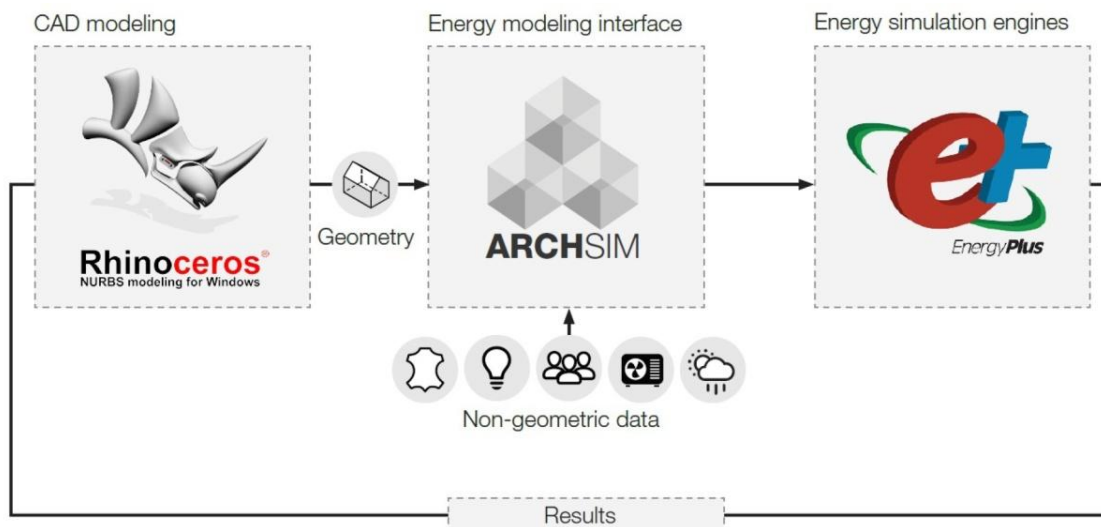 CAD modeling
Energy modeling interface
Energy simulation engines
Rhinoceros®
NURBS modeling for Windows
Geometry
ARCHSIM
e+
EnergyPlus
Non-geometric data
Results